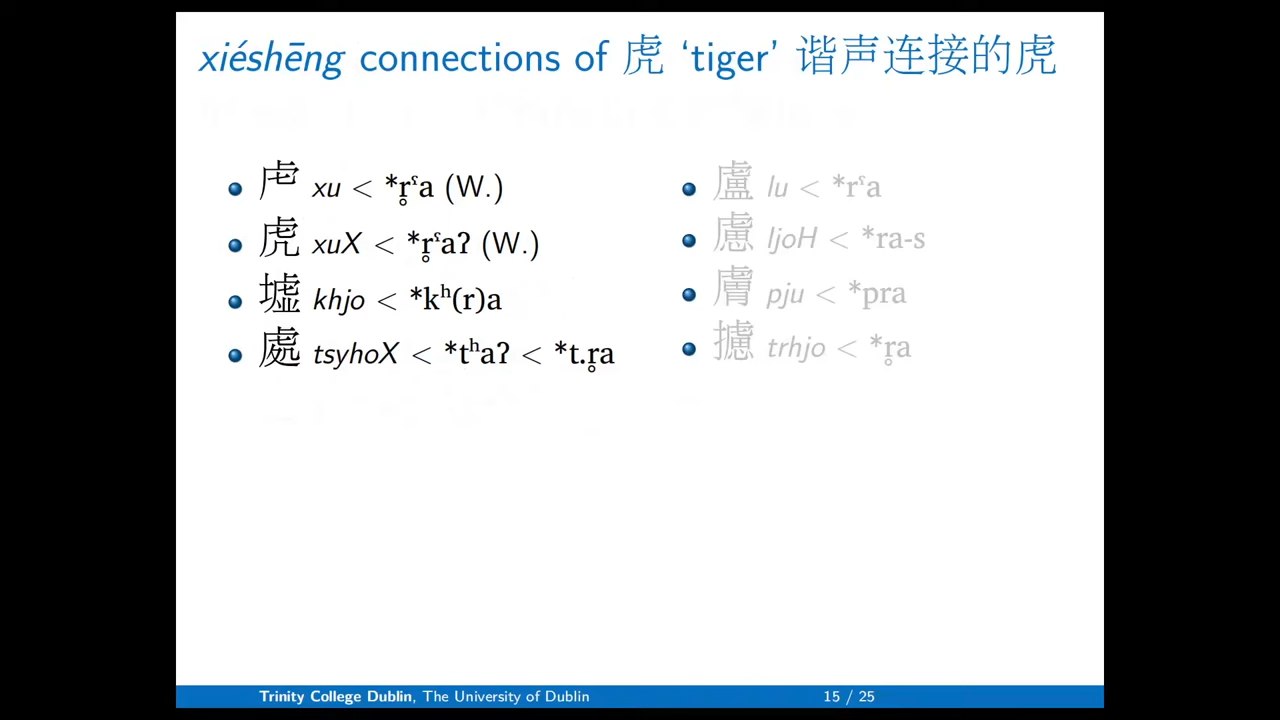 xiéshēng connections of 虎 ‘tiger’ 谐声连接的虎
虍 xu < *r̥ˤa (W.)
虎 xuX < *r̥ˤaʔ (W.)
墟 khjo < *kʰ(r)a
處 tsyhoX < *tʰaʔ < *t.r̥a
盧 lu < *rˤa
慮 ljoH < *ra-s
膚 pju < *pra
攄 trhjo < *r̥a
Trinity College Dublin, The University of Dublin
15 / 25